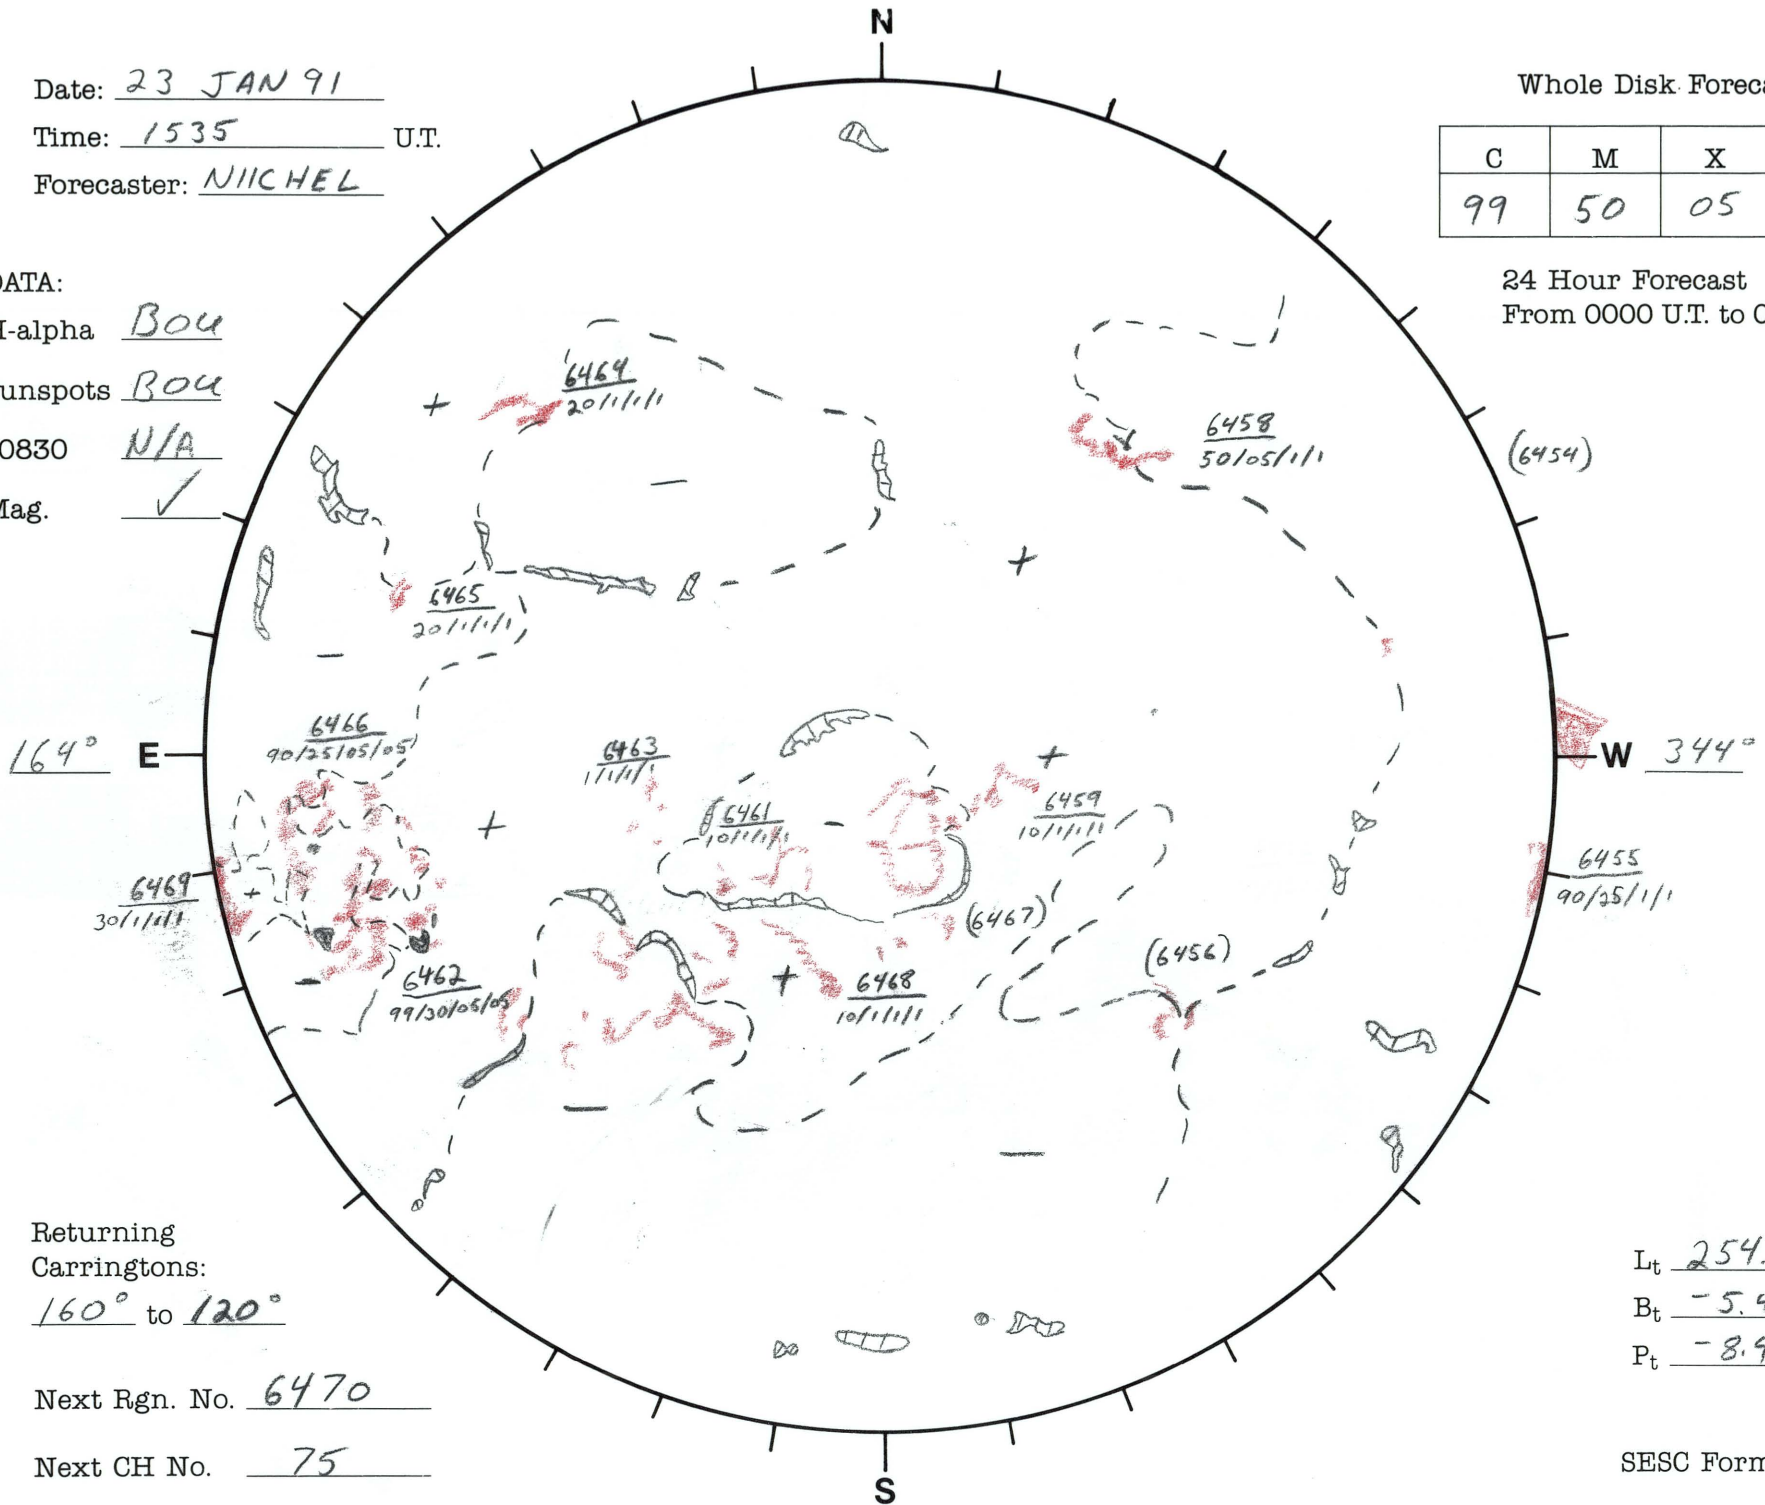 N
Date: 23 JAN 91
Time: 1535 U.T.
Forecaster: NIICHEL
Whole Disk Foreca
C M X
99 50 05
24 Hour Forecast
From 0000 U.T. to 0
DATA:
H-alpha Bou
unspots Bou
0830 N/A
Mag. ✓
6464
20/1/1/1
+
6458
50/05/1/1
(6454)
—
+
6465
20/1/1/1
—
6466
90/25/05/05
6463
1/1/1/1
+
164° E
W 344°
6461
10/1/1/1
-
6459
10/1/1/1
+
6455
90/25/1/1
6469
30/1/1/1
+
(6467)
(6456)
6462
99/30/05/05
+
6468
10/1/1/1
—
—
—
Returning
Carringtons:
160° to 120°
Lt 254.
Bt -5.
Pt -8.9
Next Rgn. No. 6470
Next CH No. 75
SESC Form
S